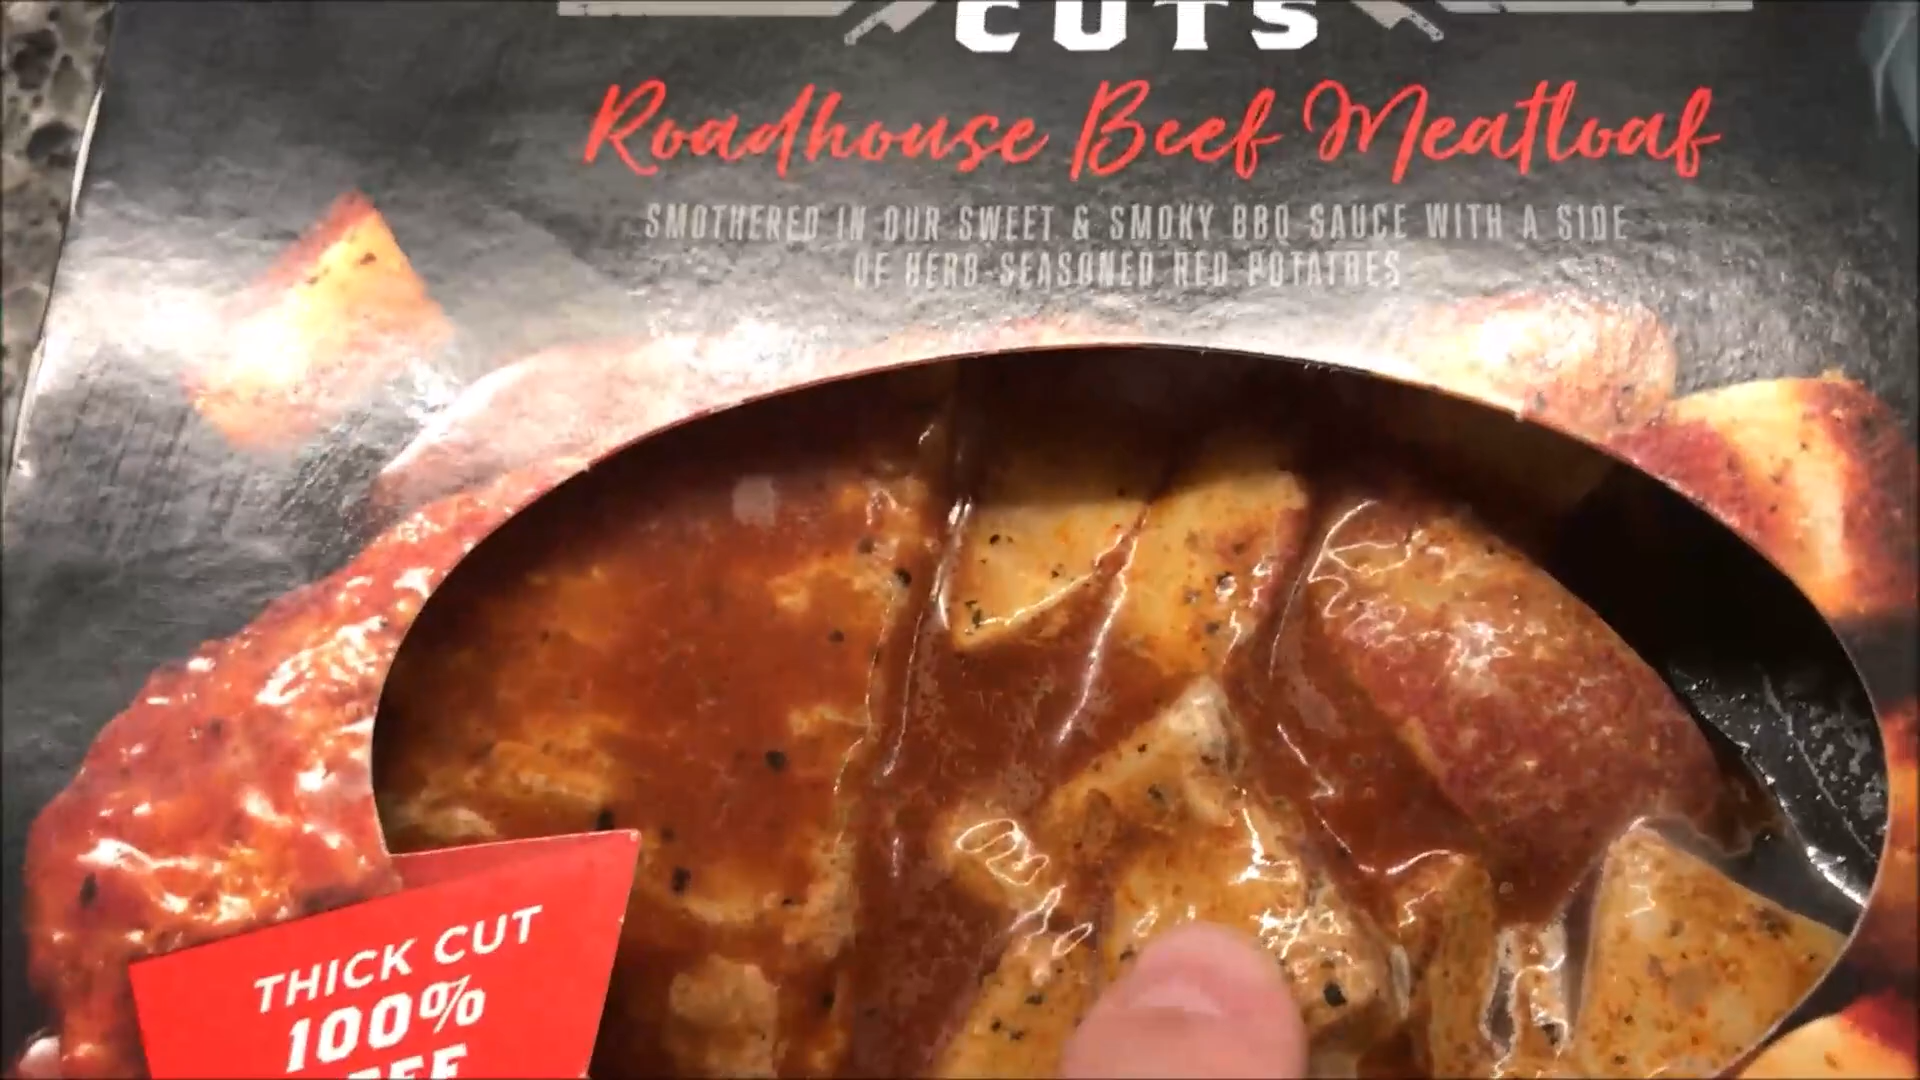 CUTS
Roadhouse Beef Meatloaf
SMOTHERED IN OUR SWEET & SMOKY BBQ SAUCE WITH A SIDE
OF HERB-SEASONED RED POTATOES
THICK CUT
100%